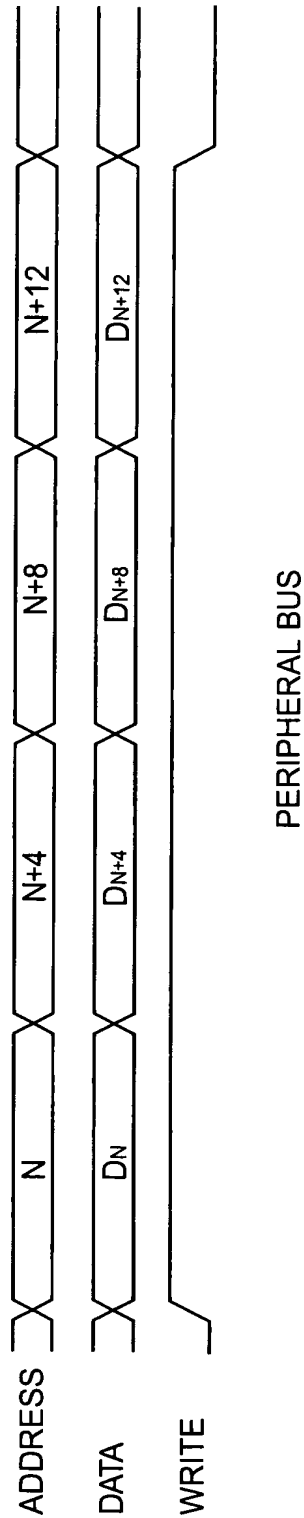 ADDRESS N N+4 N+8 N+12
DATA DN DN+4 DN+8 DN+12
WRITE
PERIPHERAL BUS